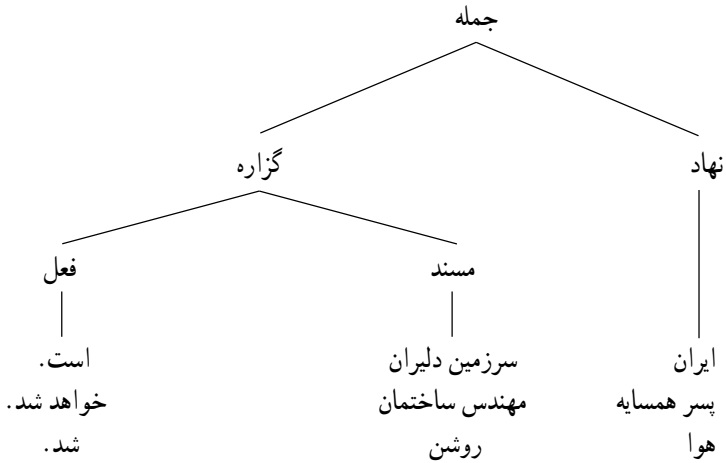 جمله
نهاد گزاره
مسند فعل
ایران سرزمین دلیران است.
پسر همسایه مهندس ساختمان خواهد شد.
هوا روشن شد.